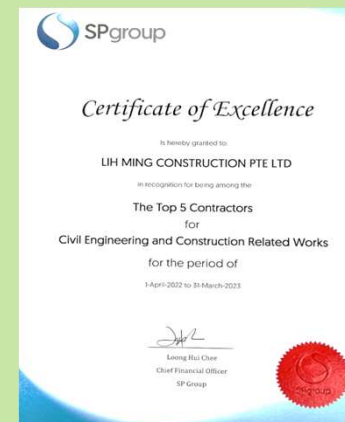 SPgroup
Certificate of Excellence
Is hereby granted to:
LIH MING CONSTRUCTION PTE LTD
in recognition for being among the
The Top 5 Contractors
for
Civil Engineering and Construction Related Works
for the period of
1-April-2022 to 31-March-2023
Loong Hui Chee
Chief Financial Officer
SP Group
SPgroup